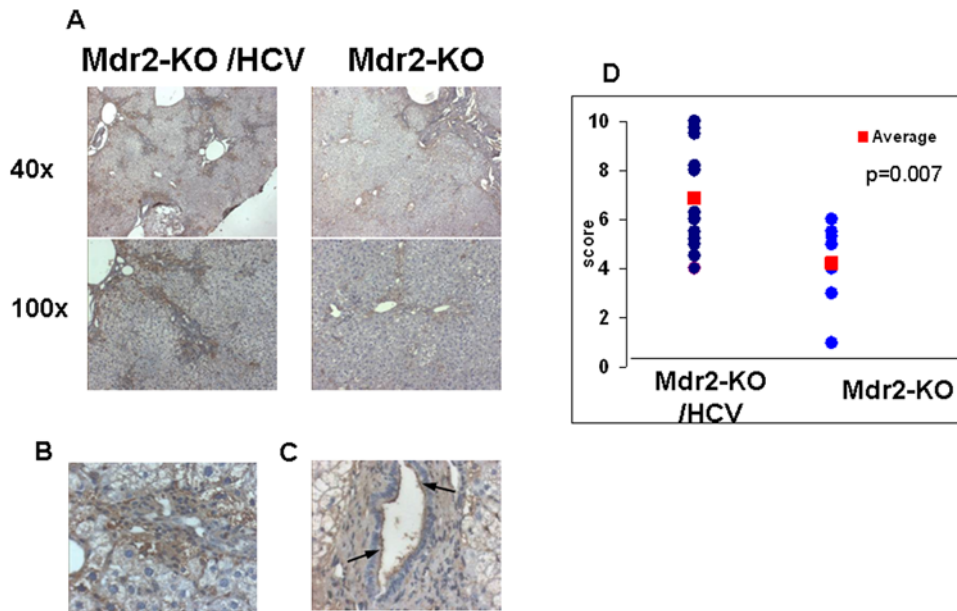 A
Mdr2-KO /HCV
Mdr2-KO
40x
100x
B
C
D
10
8
6
4
2
0
score
Average
p=0.007
Mdr2-KO
/HCV
Mdr2-KO